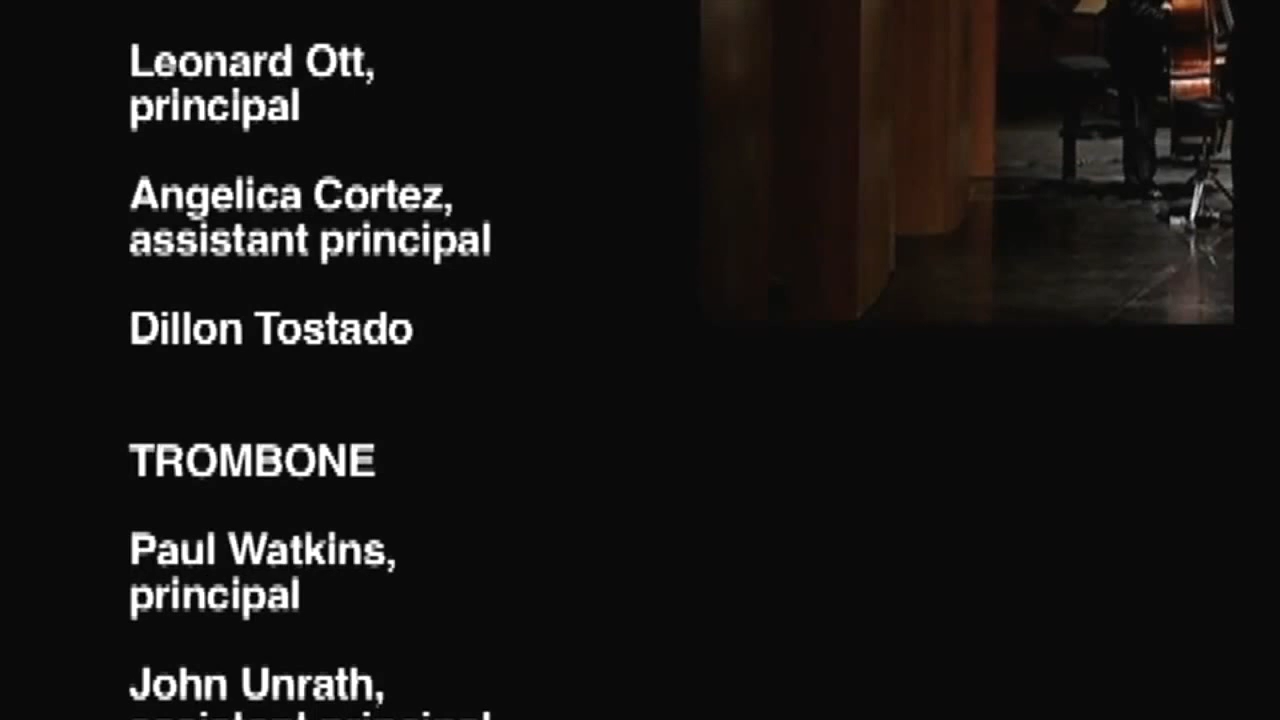 Leonard Ott,
principal
Angelica Cortez,
assistant principal
Dillon Tostado
TROMBONE
Paul Watkins,
principal
John Unrath,